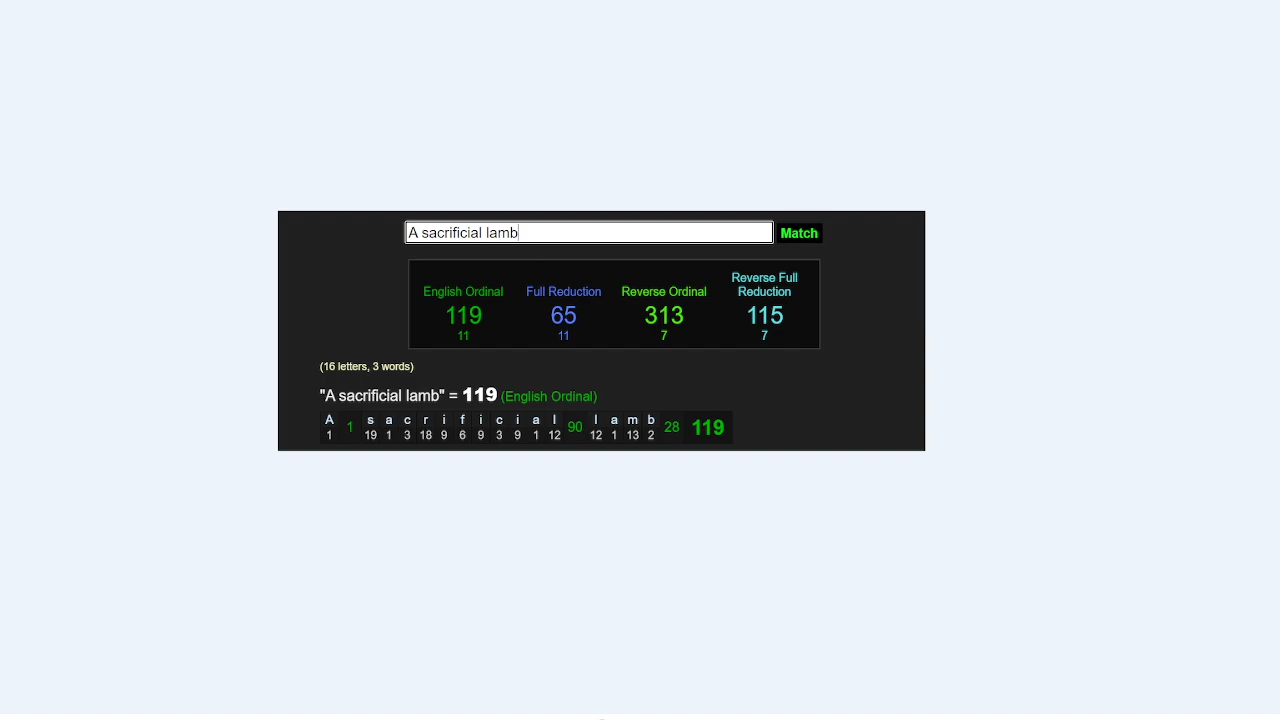 A sacrificial lamb Match
English Ordinal Full Reduction Reverse Ordinal Reverse Full Reduction
119 65 313 115
11 11 7 7
(16 letters, 3 words)
"A sacrificial lamb" = 119 (English Ordinal)
A 1 s a c r i f i c i a l 90 l a m b 28 119
1 19 1 3 18 9 6 9 3 9 1 12 12 1 13 2